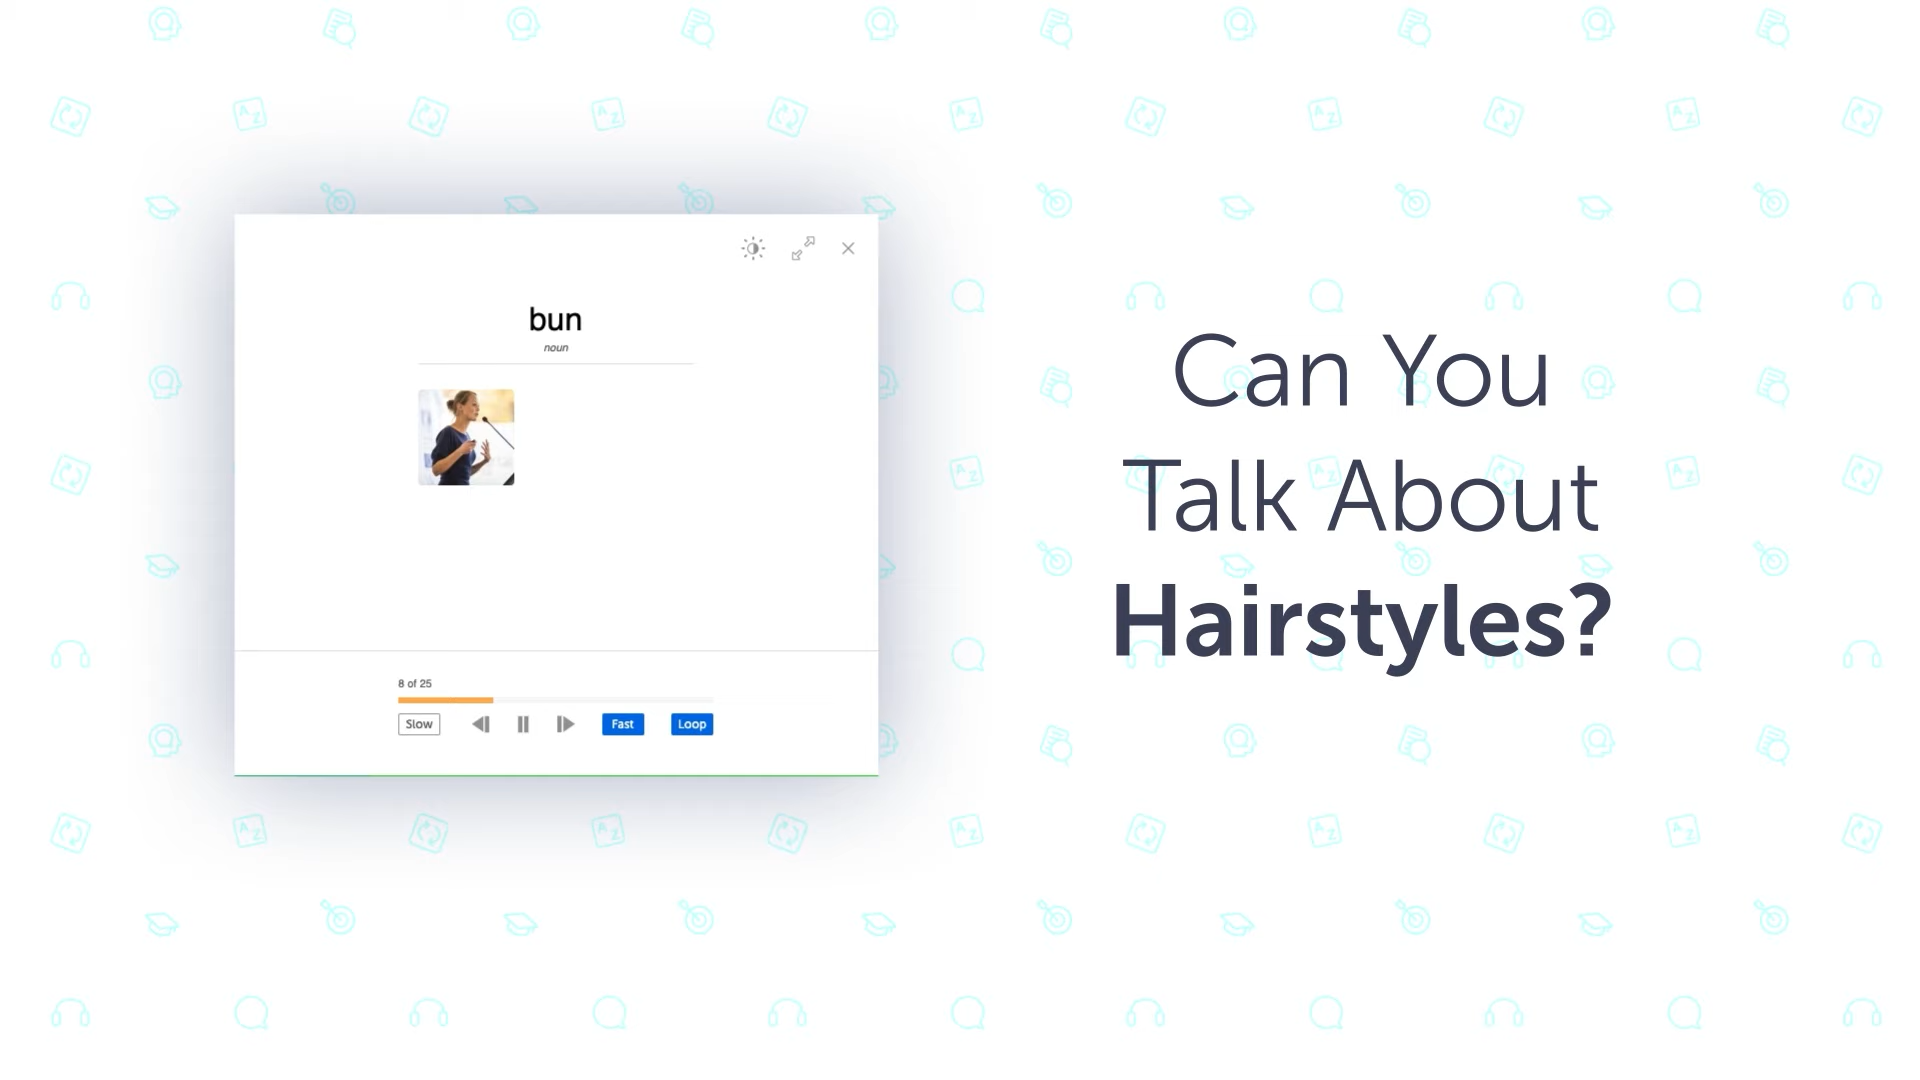 bun
noun
8 of 25
Slow
Fast
Loop
Can You
Talk About
Hairstyles?